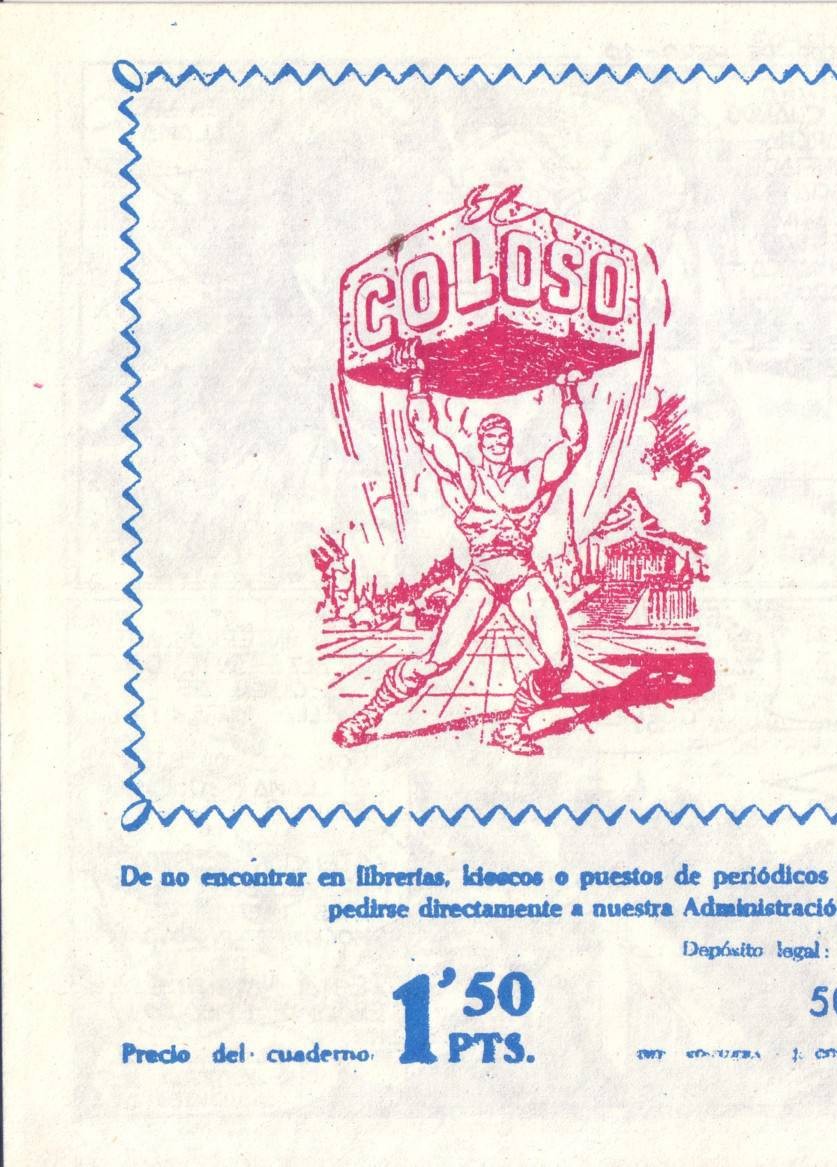 El
COLOSO
De no encontrar en librerías, kioscos o puestos de periódicos
pedirse directamente a nuestra Administració
Depósito legal:
Precio del cuaderno 1'50 PTS.
50